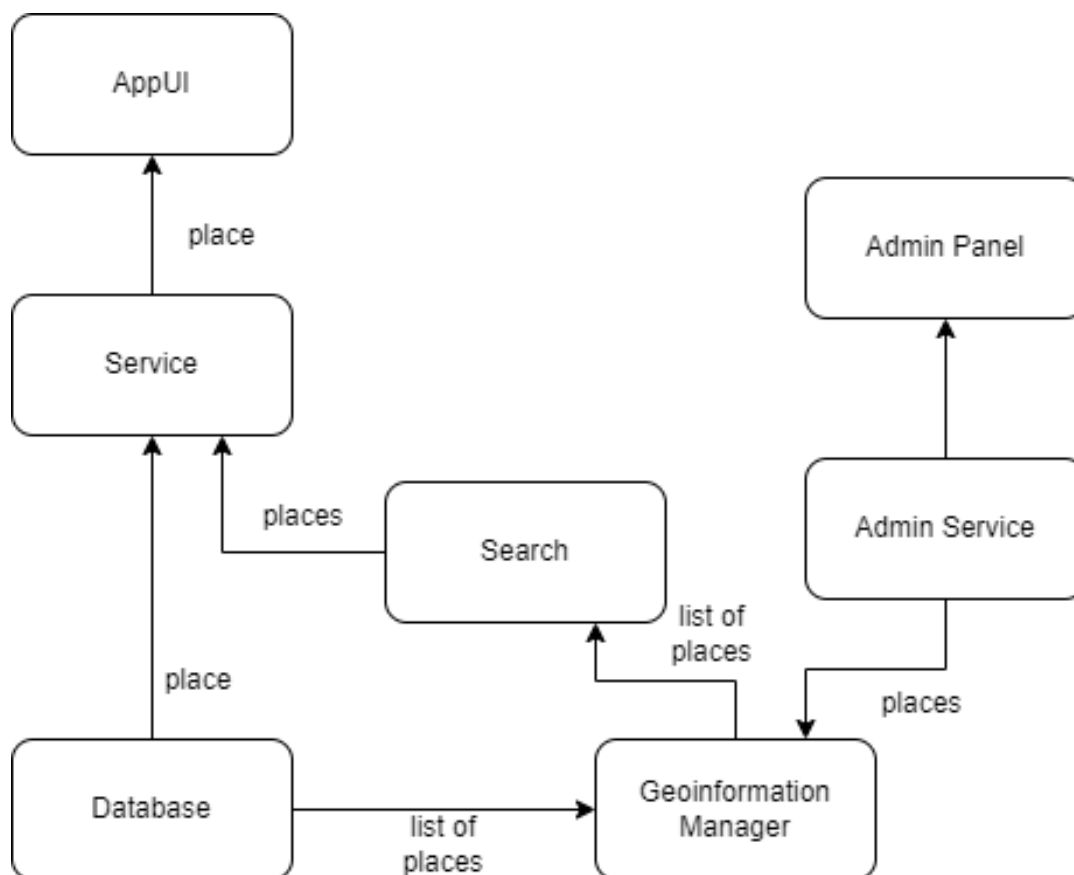 AppUI
place
Admin Panel
Service
places
Search
Admin Service
list of
places
place
places
Database
list of
places
Geoinformation
Manager